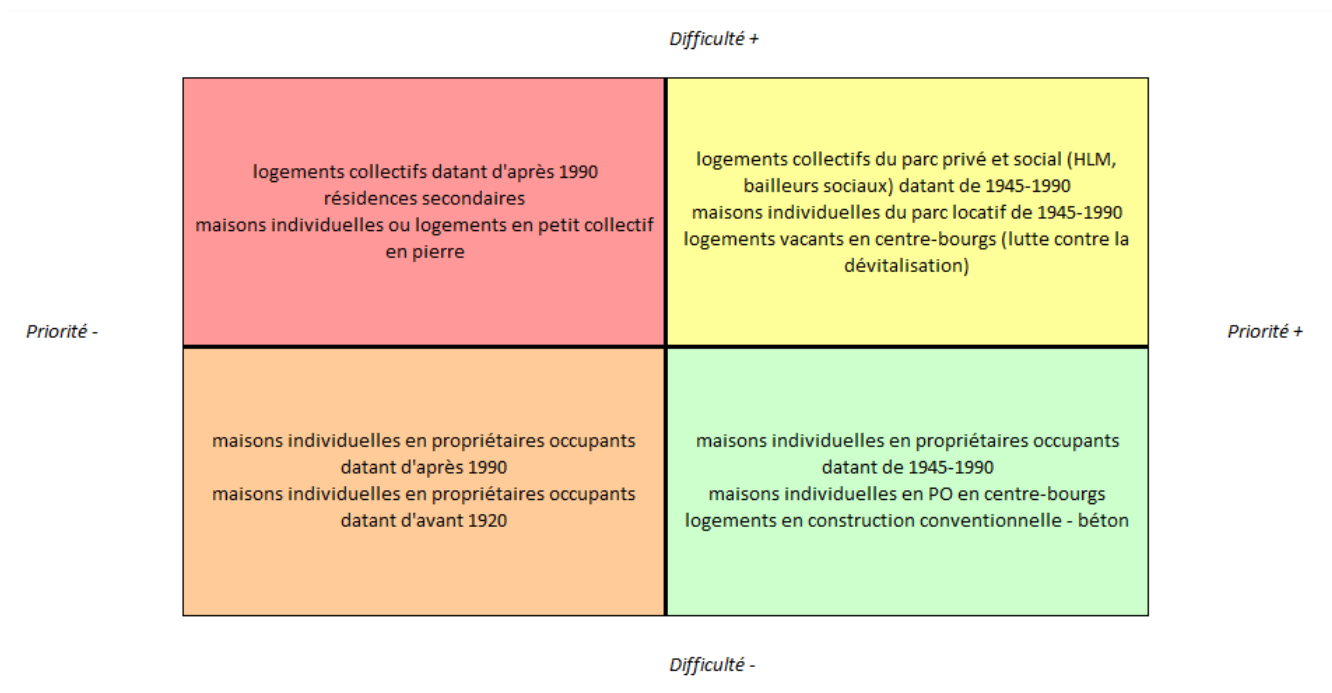 Difficulté +
logements collectifs datant d'après 1990
résidences secondaires
maisons individuelles ou logements en petit collectif
en pierre
logements collectifs du parc privé et social (HLM,
bailleurs sociaux) datant de 1945-1990
maisons individuelles du parc locatif de 1945-1990
logements vacants en centre-bourgs (lutte contre la
dévitalisation)
Priorité -
Priorité +
maisons individuelles en propriétaires occupants
datant d'après 1990
maisons individuelles en propriétaires occupants
datant d'avant 1920
maisons individuelles en propriétaires occupants
datant de 1945-1990
maisons individuelles en PO en centre-bourgs
logements en construction conventionnelle - béton
Difficulté -